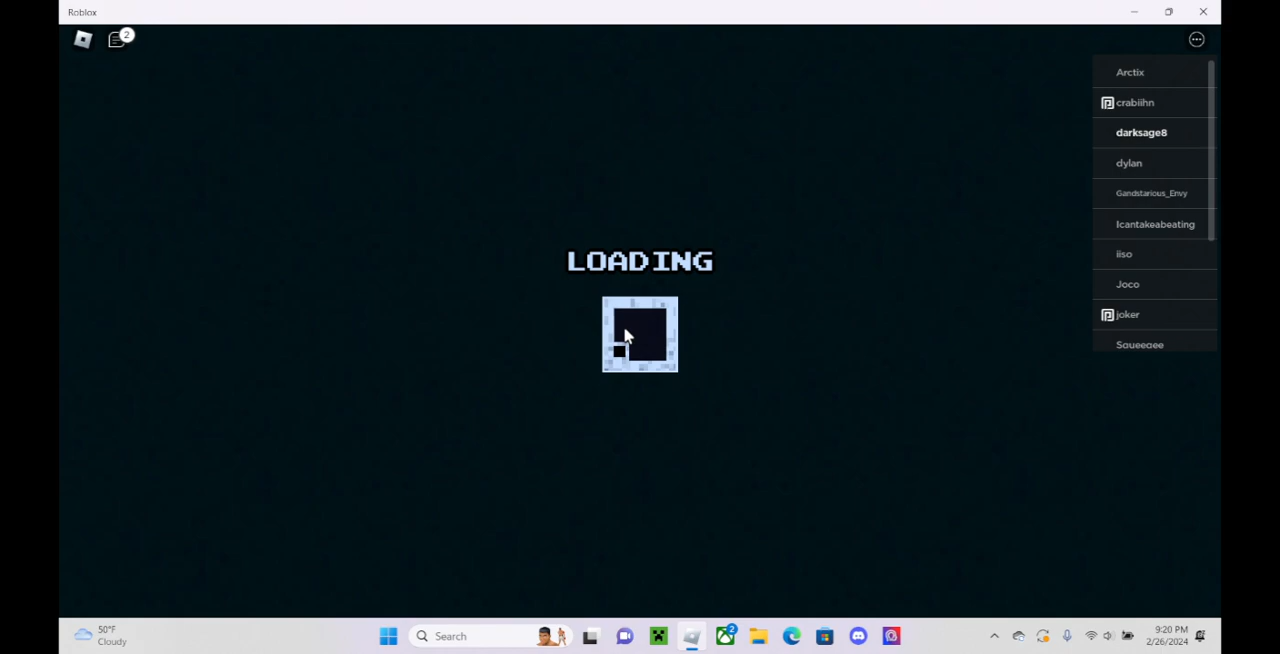 Roblox
2
Arctix
crabiihn
darksage8
dylan
Gandstarious_Envy
Icantakeabeating
iiso
Joco
joker
Squeegee
LOADING
50°F
Cloudy
Search
2
9:20 PM
2/26/2024